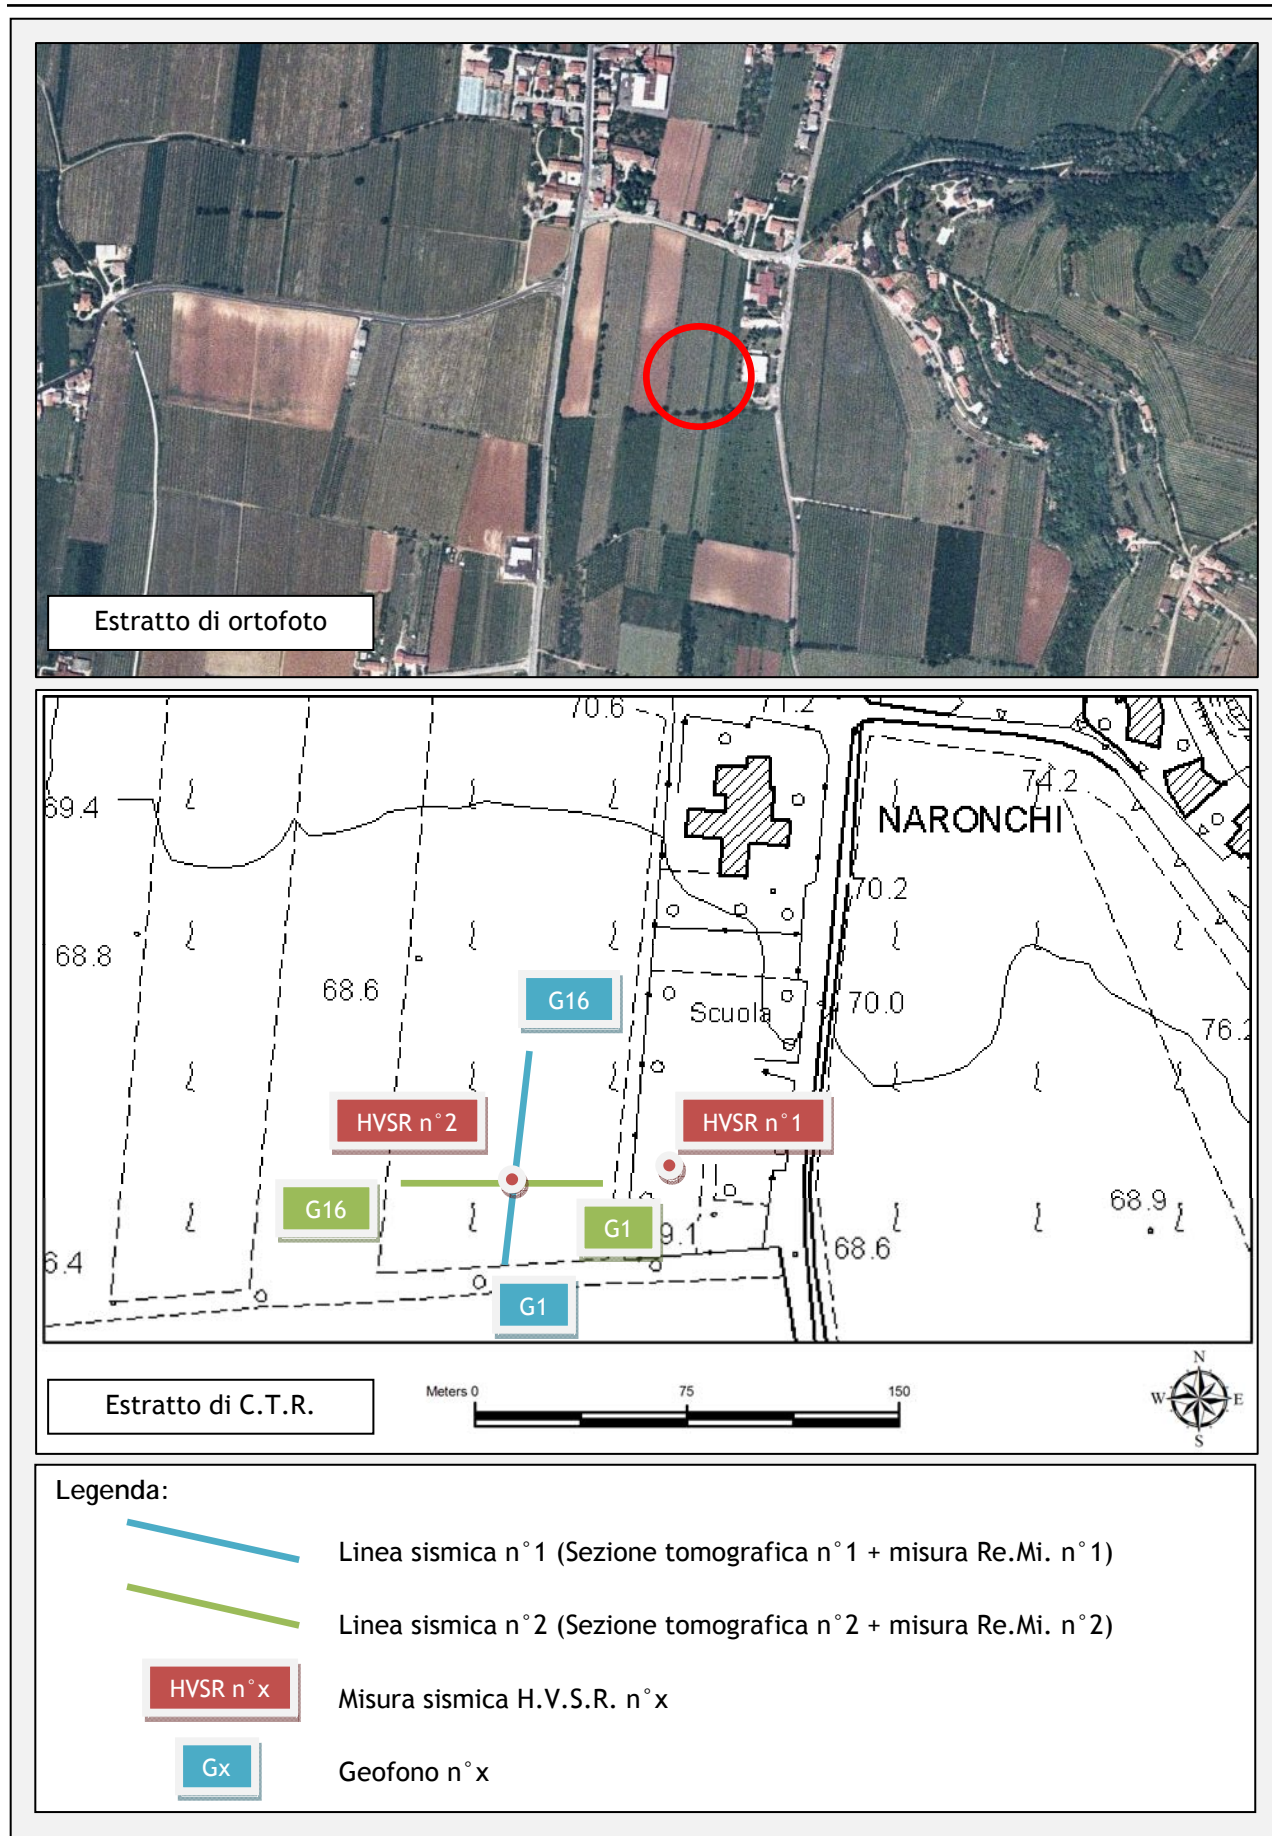 Estratto di ortofoto
70.6
71.2
69.4
74.2
NARONCHI
70.2
68.8
68.6
G16
70.0
Scuola
76.2
HVSR n°2
HVSR n°1
G16
G1
9.1
68.9
68.6
6.4
G1
Estratto di C.T.R.
Meters 0 75 150
N
W E
S
Legenda:
Linea sismica n°1 (Sezione tomografica n°1 + misura Re.Mi. n°1)
Linea sismica n°2 (Sezione tomografica n°2 + misura Re.Mi. n°2)
HVSR n°x
Misura sismica H.V.S.R. n°x
Gx
Geofono n°x